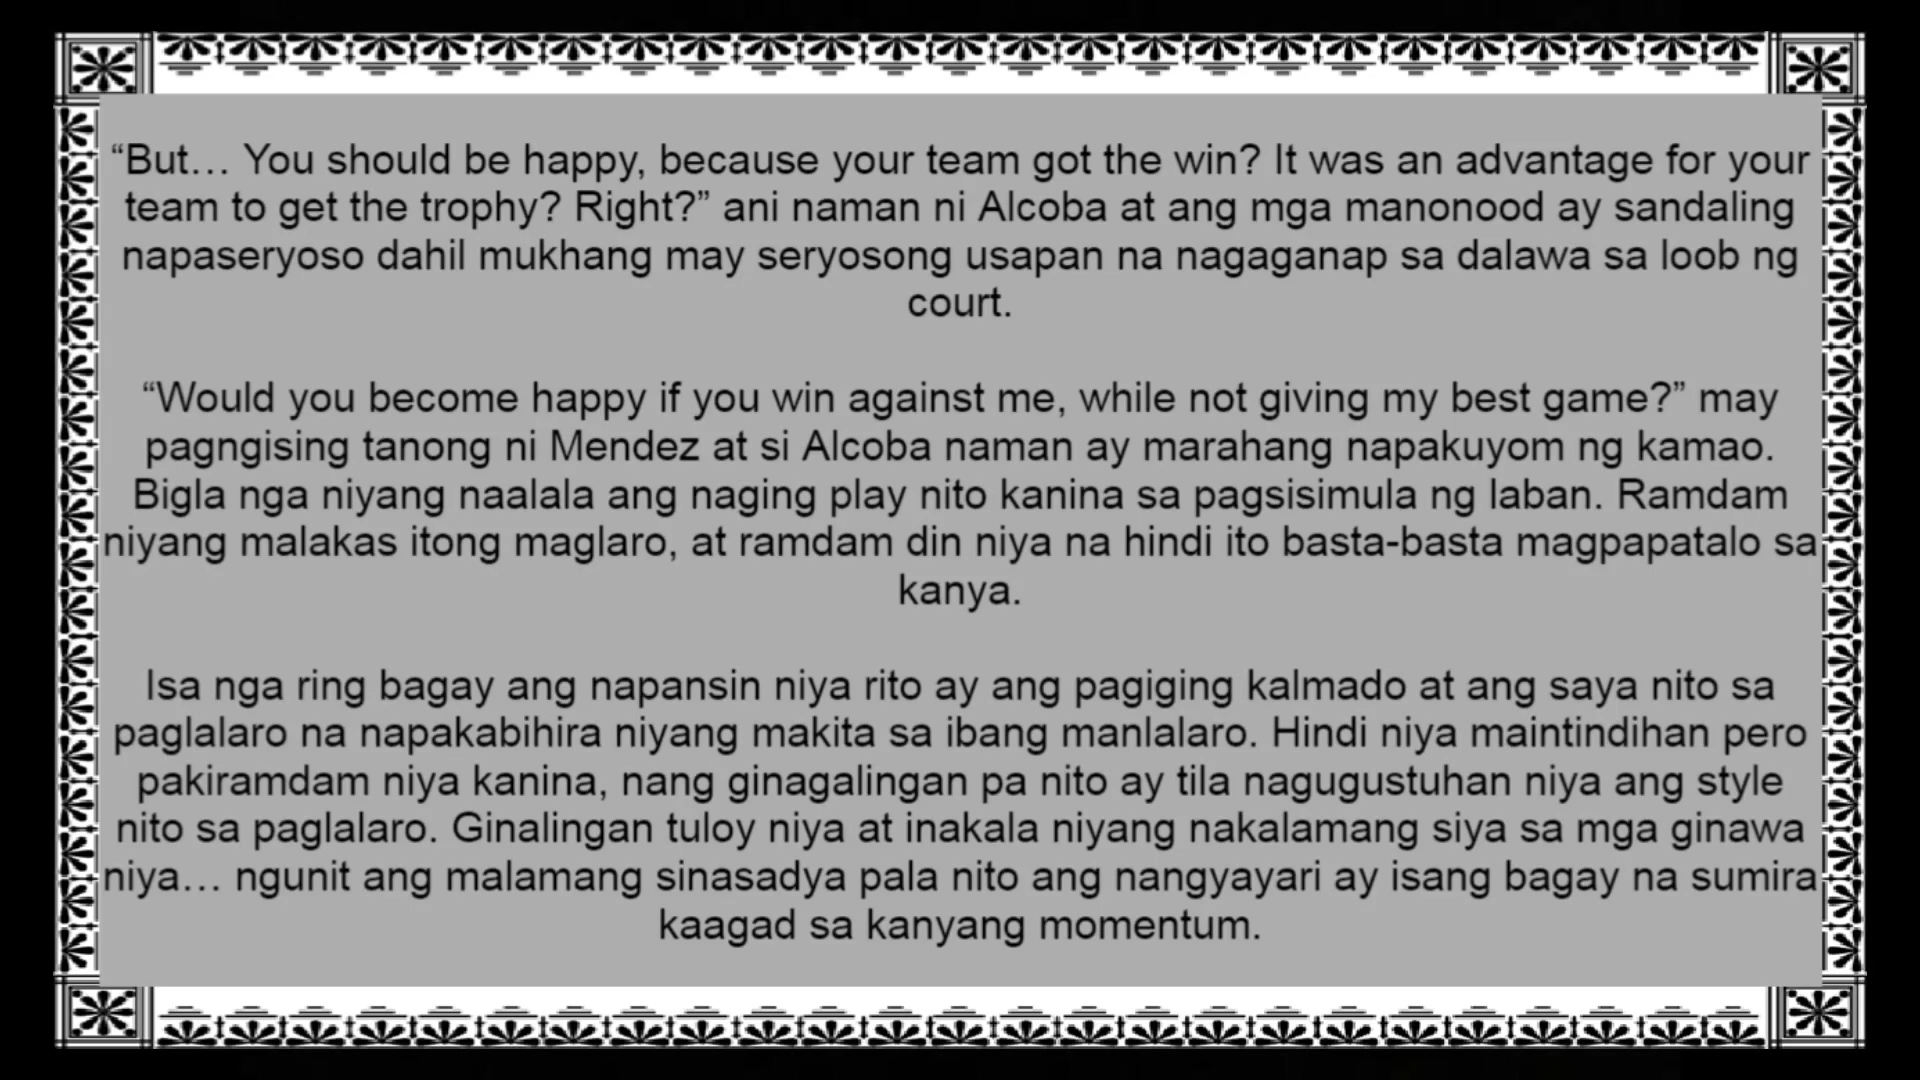 “But… You should be happy, because your team got the win? It was an advantage for your
team to get the trophy? Right?” ani naman ni Alcoba at ang mga manonood ay sandaling
napaseryoso dahil mukhang may seryosong usapan na nagaganap sa dalawa sa loob ng
court.
“Would you become happy if you win against me, while not giving my best game?” may
pagngising tanong ni Mendez at si Alcoba naman ay marahang napakuyom ng kamao.
Bigla nga niyang naalala ang naging play nito kanina sa pagsisimula ng laban. Ramdam
niyang malakas itong maglaro, at ramdam din niya na hindi ito basta-basta magpapatalo sa
kanya.
Isa nga ring bagay ang napansin niya rito ay ang pagiging kalmado at ang saya nito sa
paglalaro na napakabihira niyang makita sa ibang manlalaro. Hindi niya maintindihan pero
pakiramdam niya kanina, nang ginagalingan pa nito ay tila nagugustuhan niya ang style
nito sa paglalaro. Ginalingan tuloy niya at inakala niyang nakalamang siya sa mga ginawa
niya… ngunit ang malamang sinasadya pala nito ang nangyayari ay isang bagay na sumira
kaagad sa kanyang momentum.